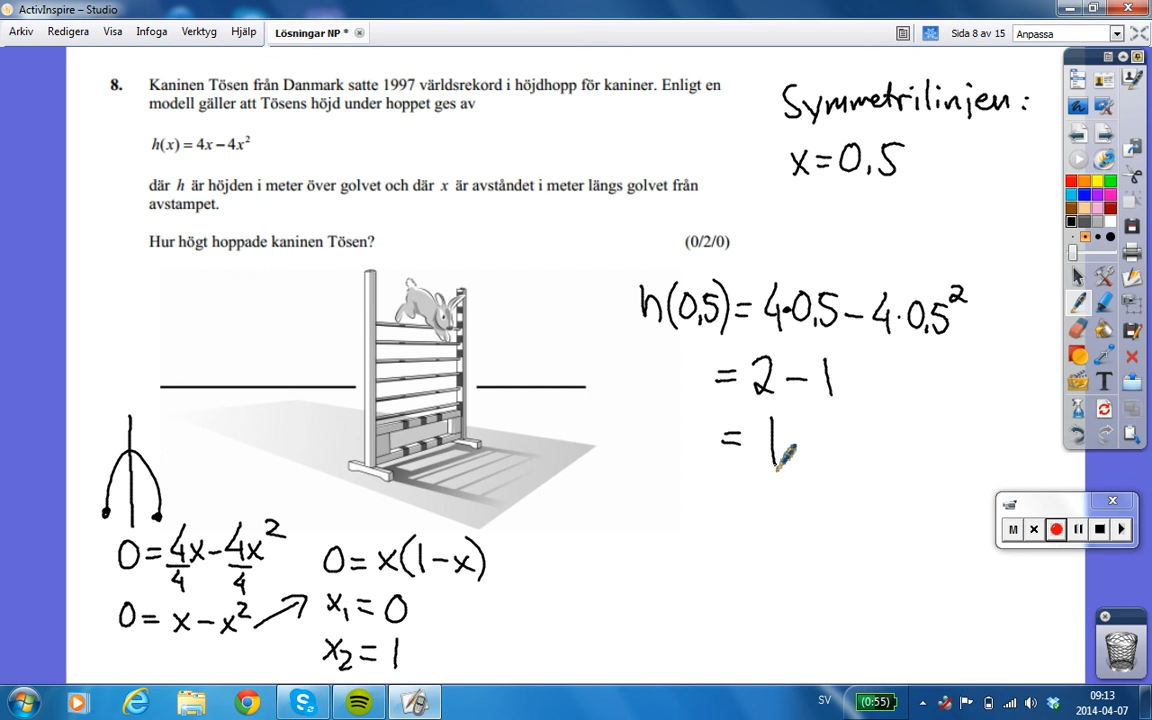 ActivInspire – Studio
Arkiv Redigera Visa Infoga Verktyg Hjälp Lösningar NP * Sida 8 av 15 Anpassa
8. Kaninen Tösen från Danmark satte 1997 världsrekord i höjdhopp för kaniner. Enligt en
modell gäller att Tösens höjd under hoppet ges av
h(x) = 4x − 4x²
där h är höjden i meter över golvet och där x är avståndet i meter längs golvet från
avstampet.
Hur högt hoppade kaninen Tösen? (0/2/0)
Symmetrilinjen:
x=0,5
h(0,5) = 4·0,5 − 4·0,5²
= 2 − 1
= 1
0 = 4x/4 − 4x²/4
0 = x − x²
0 = x(1 − x)
x₁ = 0
x₂ = 1
M
T
SV (0:55) 09:13
2014-04-07